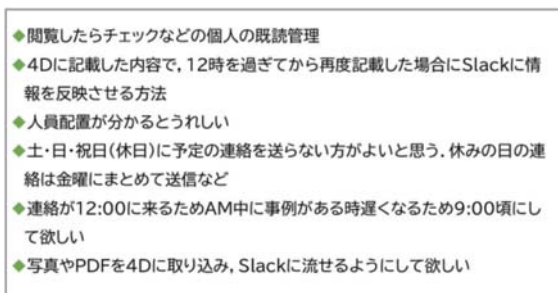 ◆閲覧したらチェックなどの個人の既読管理
◆4Dに記載した内容で，12時を過ぎてから再度記載した場合にSlackに情
報を反映させる方法
◆人員配置が分かるとうれしい
◆土・日・祝日(休日)に予定の連絡を送らない方がよいと思う．休みの日の連
絡は金曜にまとめて送信など
◆連絡が12:00に来るためAM中に事例がある時遅くなるため9:00頃にし
て欲しい
◆写真やPDFを4Dに取り込み，Slackに流せるようにして欲しい